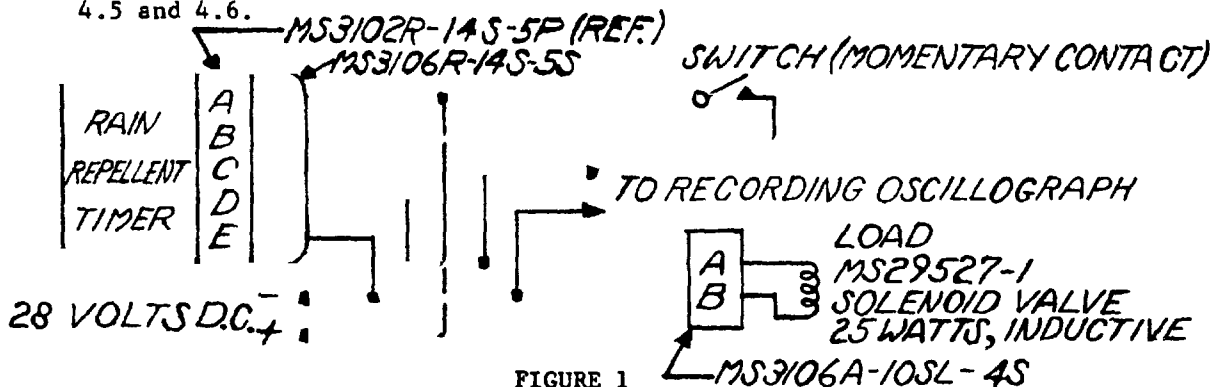 4.5 and 4.6.
MS3102R-14S-5P (REF.)
MS3106R-14S-5S
SWITCH (MOMENTARY CONTACT)
A
B
C
D
E
RAIN
REPELLENT
TIMER
TO RECORDING OSCILLOGRAPH
LOAD
MS29527-1
SOLENOID VALVE
25 WATTS, INDUCTIVE
A
B
28 VOLTS D.C. - +
MS3106A-10SL-4S
FIGURE 1